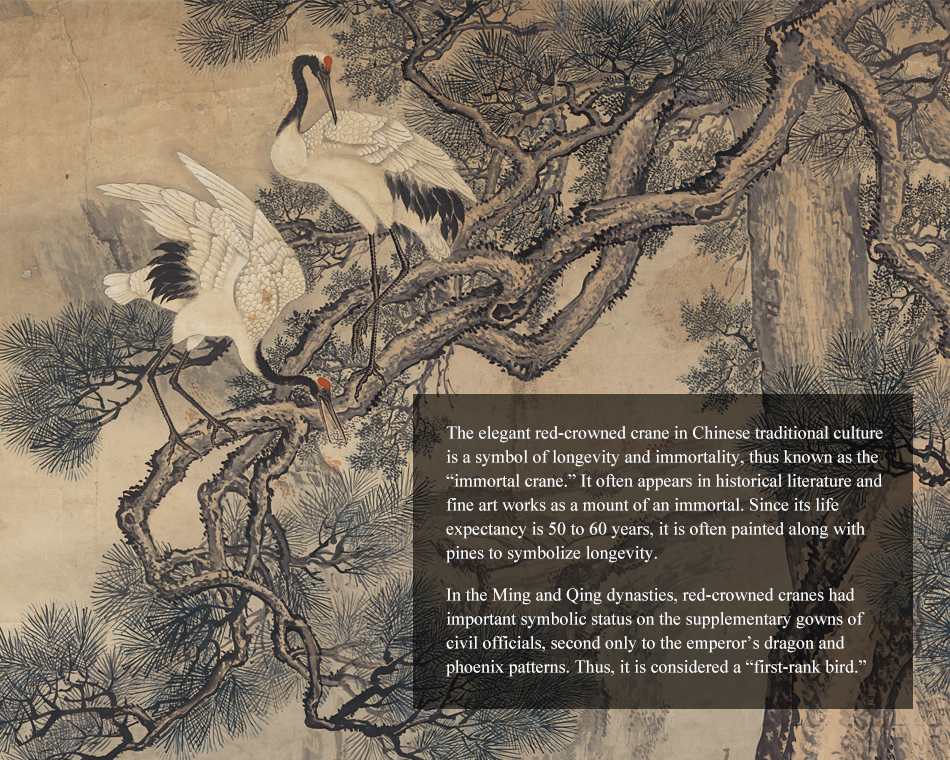 The elegant red-crowned crane in Chinese traditional culture
is a symbol of longevity and immortality, thus known as the
“immortal crane.” It often appears in historical literature and
fine art works as a mount of an immortal. Since its life
expectancy is 50 to 60 years, it is often painted along with
pines to symbolize longevity.
In the Ming and Qing dynasties, red-crowned cranes had
important symbolic status on the supplementary gowns of
civil officials, second only to the emperor’s dragon and
phoenix patterns. Thus, it is considered a “first-rank bird.”